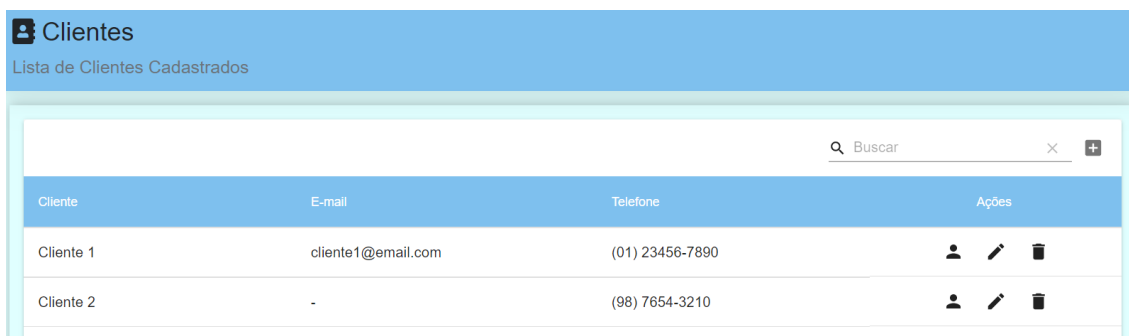 Clientes
Lista de Clientes Cadastrados
Buscar
Cliente E-mail Telefone Ações
Cliente 1 cliente1@email.com (01) 23456-7890
Cliente 2 - (98) 7654-3210